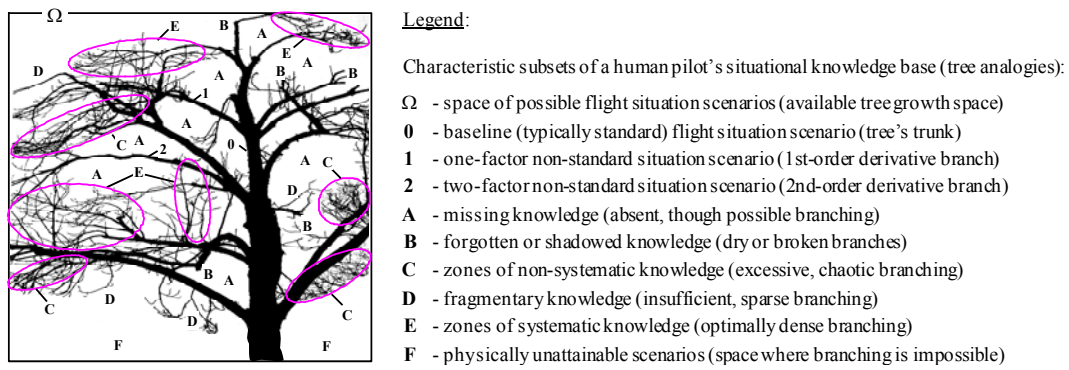 Ω
E
B
A
E
A
B
B
D
A
1
A
0
C
A
2
A
C
A
E
D
B
B
A
C
D
D
C
F
F
Legend:
Characteristic subsets of a human pilot's situational knowledge base (tree analogies):
Ω - space of possible flight situation scenarios (available tree growth space)
0 - baseline (typically standard) flight situation scenario (tree's trunk)
1 - one-factor non-standard situation scenario (1st-order derivative branch)
2 - two-factor non-standard situation scenario (2nd-order derivative branch)
A - missing knowledge (absent, though possible branching)
B - forgotten or shadowed knowledge (dry or broken branches)
C - zones of non-systematic knowledge (excessive, chaotic branching)
D - fragmentary knowledge (insufficient, sparse branching)
E - zones of systematic knowledge (optimally dense branching)
F - physically unattainable scenarios (space where branching is impossible)